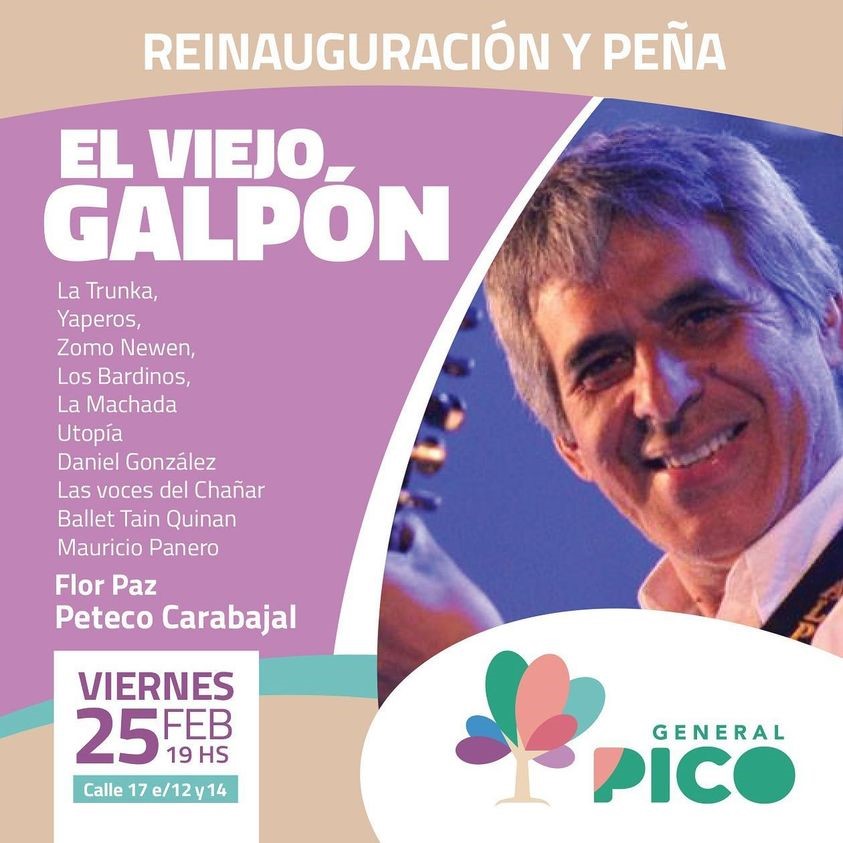 REINAUGURACIÓN Y PEÑA
EL VIEJO
GALPÓN
La Trunka,
Yaperos,
Zomo Newen,
Los Bardinos,
La Machada
Utopía
Daniel González
Las voces del Chañar
Ballet Tain Quinan
Mauricio Panero
Flor Paz
Peteco Carabajal
VIERNES
25 FEB
19 HS
Calle 17 e/12 y 14
GENERAL
PICO